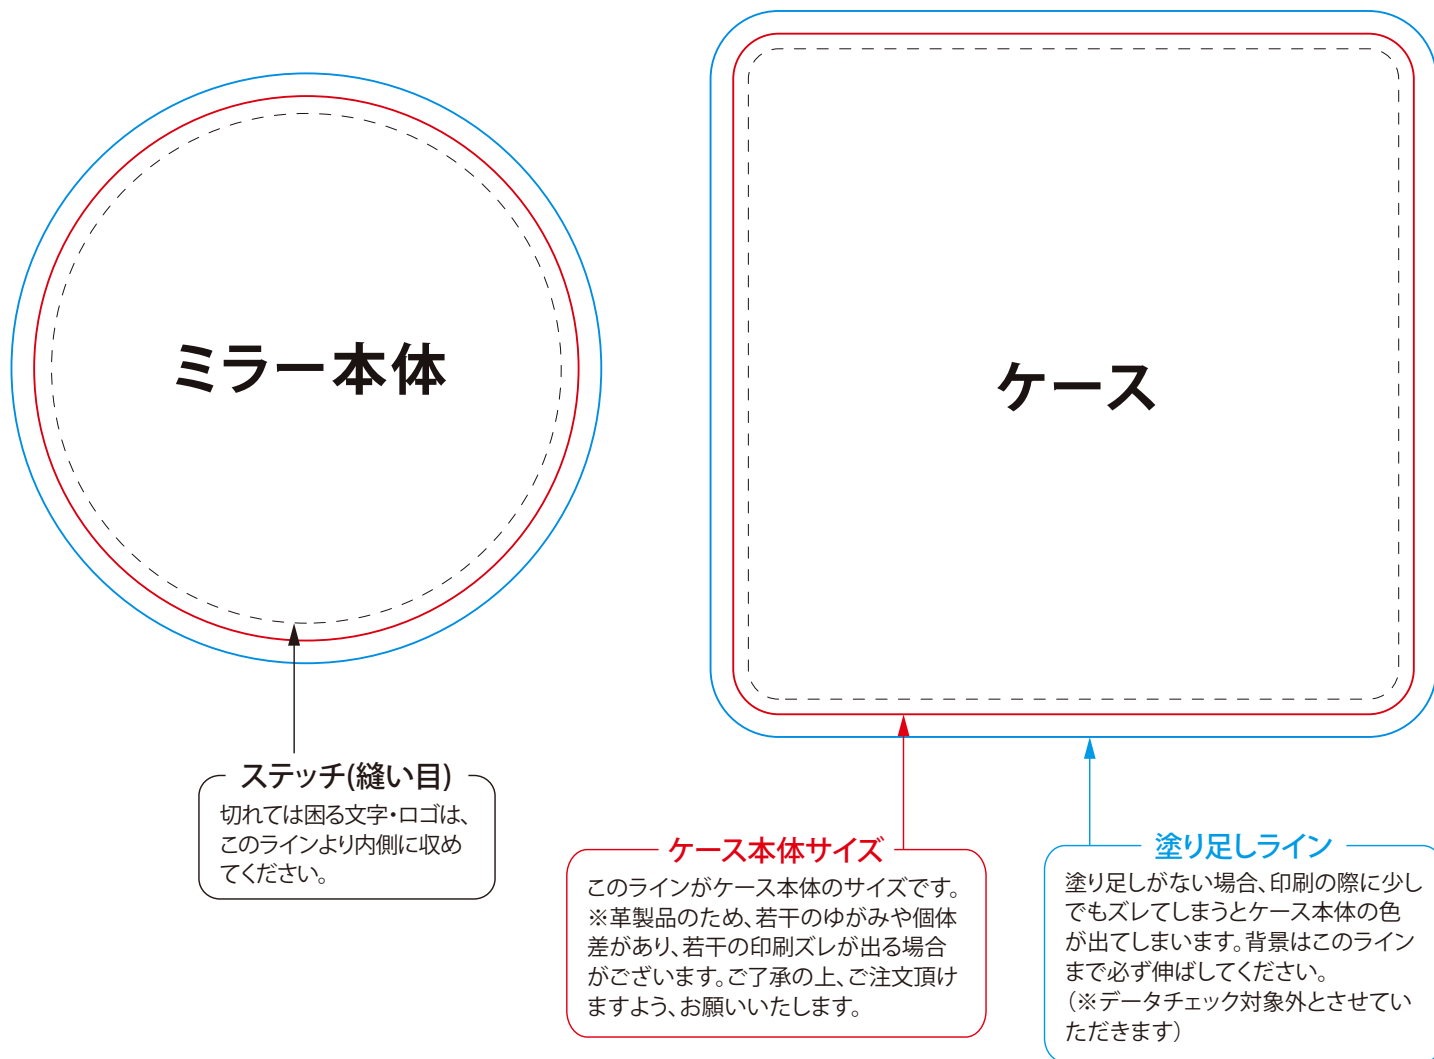 ミラー本体
ケース
ステッチ(縫い目)
切れては困る文字・ロゴは、
このラインより内側に収め
てください。
ケース本体サイズ
このラインがケース本体のサイズです。
※革製品のため、若干のゆがみや個体
差があり、若干の印刷ズレが出る場合
がございます。ご了承の上、ご注文頂け
ますよう、お願いいたします。
塗り足しライン
塗り足しがない場合、印刷の際に少し
でもズレてしまうとケース本体の色
が出てしまいます。背景はこのライン
まで必ず伸ばしてください。
（※データチェック対象外とさせてい
ただきます）